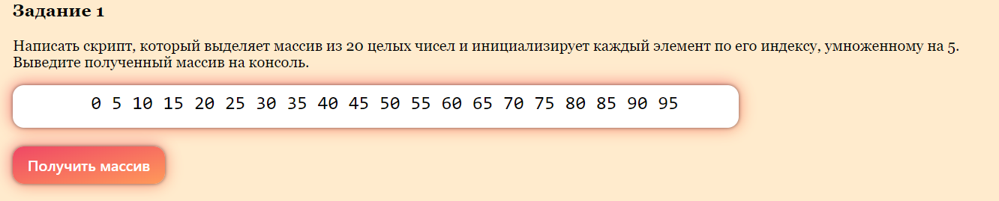 Задание 1
Написать скрипт, который выделяет массив из 20 целых чисел и инициализирует каждый элемент по его индексу, умноженному на 5.
Выведите полученный массив на консоль.
0 5 10 15 20 25 30 35 40 45 50 55 60 65 70 75 80 85 90 95
Получить массив